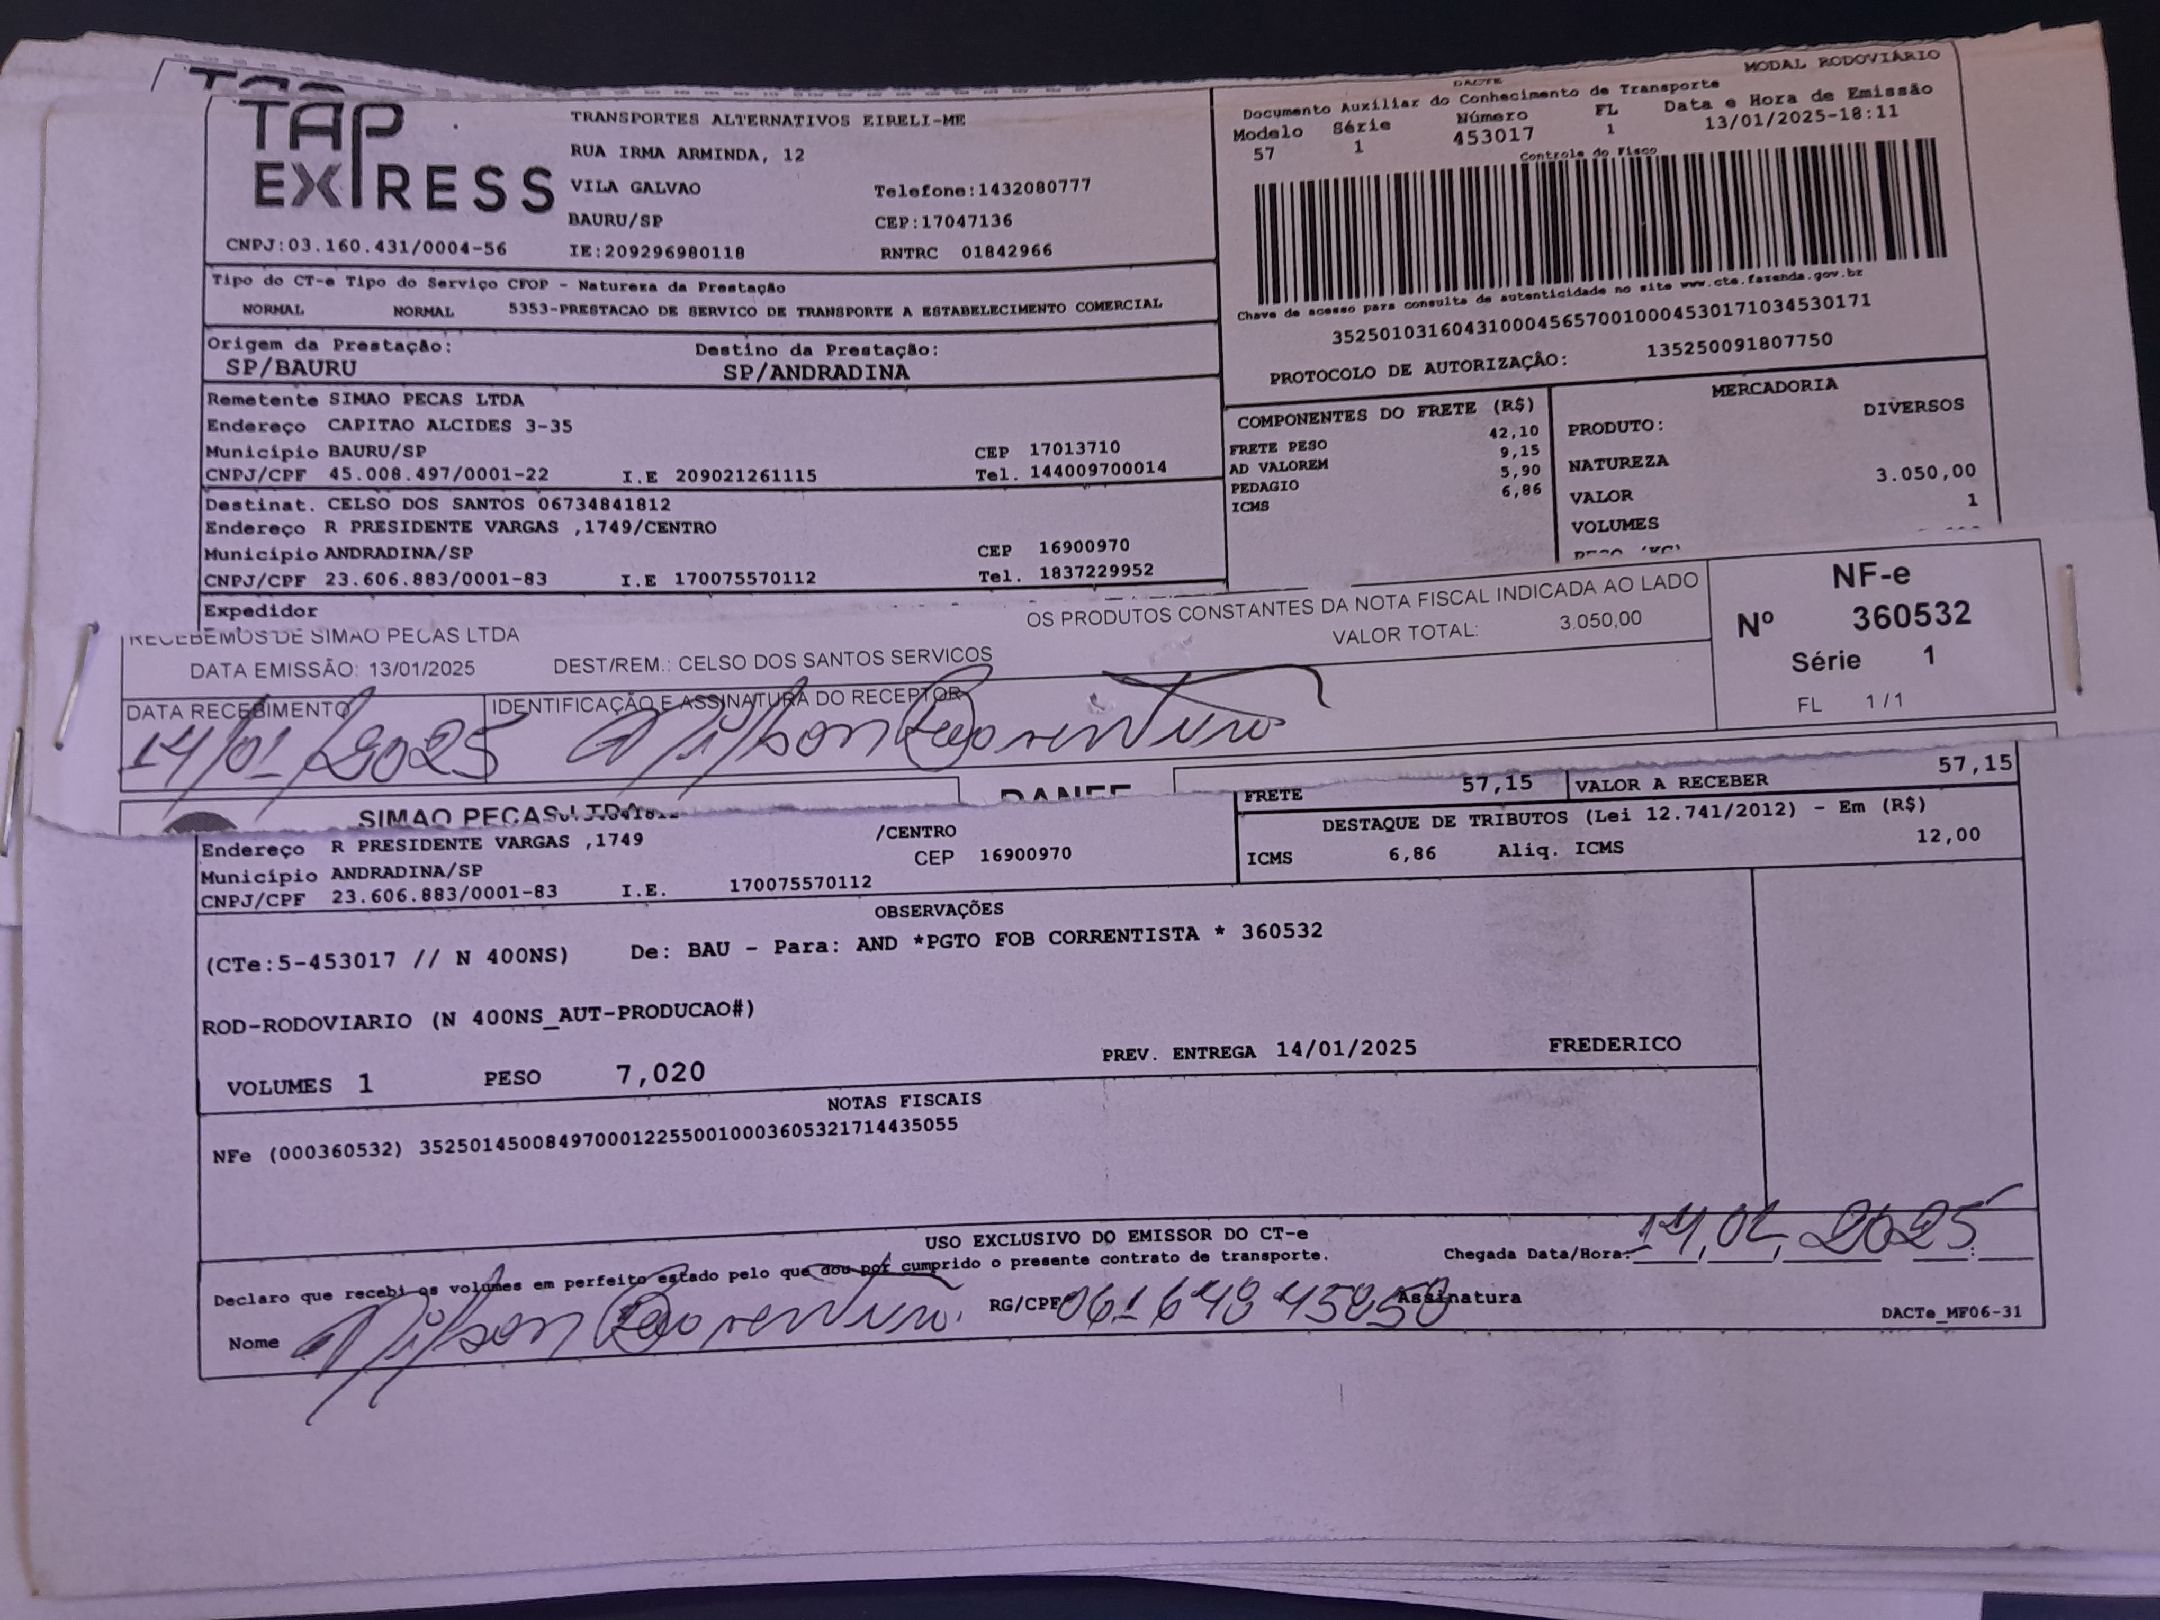 TAP
EXPRESS
TRANSPORTES ALTERNATIVOS EIRELI-ME
RUA IRMA ARMINDA, 12
VILA GALVAO Telefone:1432080777
BAURU/SP CEP:17047136
CNPJ:03.160.431/0004-56 IE:209296980118 RNTRC 01842966
DACTE MODAL RODOVIÁRIO
Documento Auxiliar do Conhecimento de Transporte
Modelo Série Número FL Data e Hora de Emissão
57 1 453017 1 13/01/2025-18:11
Controle do Fisco
Chave de acesso para consulta de autenticidade no site www.cte.fazenda.gov.br
35250103160431000456570010004530171034530171
PROTOCOLO DE AUTORIZAÇÃO: 135250091807750
Tipo do CT-e Tipo do Serviço CFOP - Natureza da Prestação
NORMAL NORMAL 5353-PRESTACAO DE SERVICO DE TRANSPORTE A ESTABELECIMENTO COMERCIAL
Origem da Prestação: Destino da Prestação:
SP/BAURU SP/ANDRADINA
Remetente SIMAO PECAS LTDA
Endereço CAPITAO ALCIDES 3-35
Município BAURU/SP CEP 17013710
CNPJ/CPF 45.008.497/0001-22 I.E 209021261115 Tel. 144009700014
Destinat. CELSO DOS SANTOS 06734841812
Endereço R PRESIDENTE VARGAS ,1749/CENTRO
Município ANDRADINA/SP CEP 16900970
CNPJ/CPF 23.606.883/0001-83 I.E 170075570112 Tel. 1837229952
Expedidor
COMPONENTES DO FRETE (R$)
FRETE PESO 42,10
AD VALOREM 9,15
PEDAGIO 5,90
ICMS 6,86
MERCADORIA
PRODUTO: DIVERSOS
NATUREZA
VALOR 3.050,00
VOLUMES 1
RECEBEMOS DE SIMAO PECAS LTDA OS PRODUTOS CONSTANTES DA NOTA FISCAL INDICADA AO LADO
DATA EMISSÃO: 13/01/2025 DEST/REM.: CELSO DOS SANTOS SERVICOS VALOR TOTAL: 3.050,00
DATA RECEBIMENTO IDENTIFICAÇÃO E ASSINATURA DO RECEPTOR
14/01/2025
NF-e
Nº 360532
Série 1
FL 1/1
SIMAO PECAS LTDA DANFE
FRETE 57,15 VALOR A RECEBER 57,15
DESTAQUE DE TRIBUTOS (Lei 12.741/2012) - Em (R$)
ICMS 6,86 Aliq. ICMS 12,00
Endereço R PRESIDENTE VARGAS ,1749 /CENTRO
Município ANDRADINA/SP CEP 16900970
CNPJ/CPF 23.606.883/0001-83 I.E. 170075570112
OBSERVAÇÕES
(CTe:5-453017 // N 400NS) De: BAU - Para: AND *PGTO FOB CORRENTISTA * 360532
ROD-RODOVIARIO (N 400NS_AUT-PRODUCAO#)
VOLUMES 1 PESO 7,020 PREV. ENTREGA 14/01/2025 FREDERICO
NOTAS FISCAIS
NFe (000360532) 35250145008497000122550010003605321714435055
USO EXCLUSIVO DO EMISSOR DO CT-e
Declaro que recebi os volumes em perfeito estado pelo que dou por cumprido o presente contrato de transporte.
Chegada Data/Hora: 14,01,2025
Nome RG/CPF Assinatura
DACTe_MF06-31